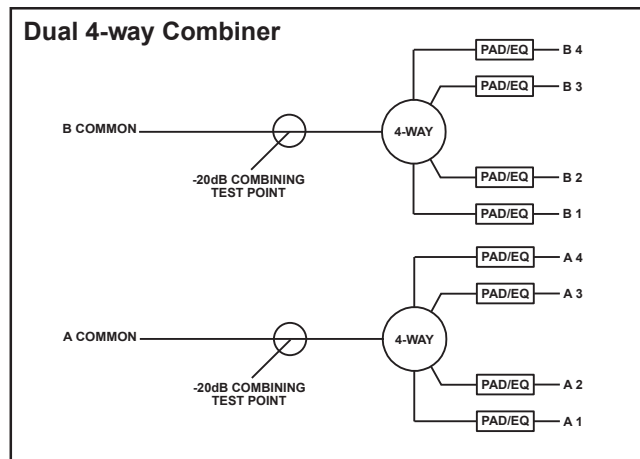 Dual 4-way Combiner
PAD/EQ B 4
PAD/EQ B 3
B COMMON
4-WAY
-20dB COMBINING
TEST POINT
PAD/EQ B 2
PAD/EQ B 1
PAD/EQ A 4
PAD/EQ A 3
A COMMON
4-WAY
-20dB COMBINING
TEST POINT
PAD/EQ A 2
PAD/EQ A 1